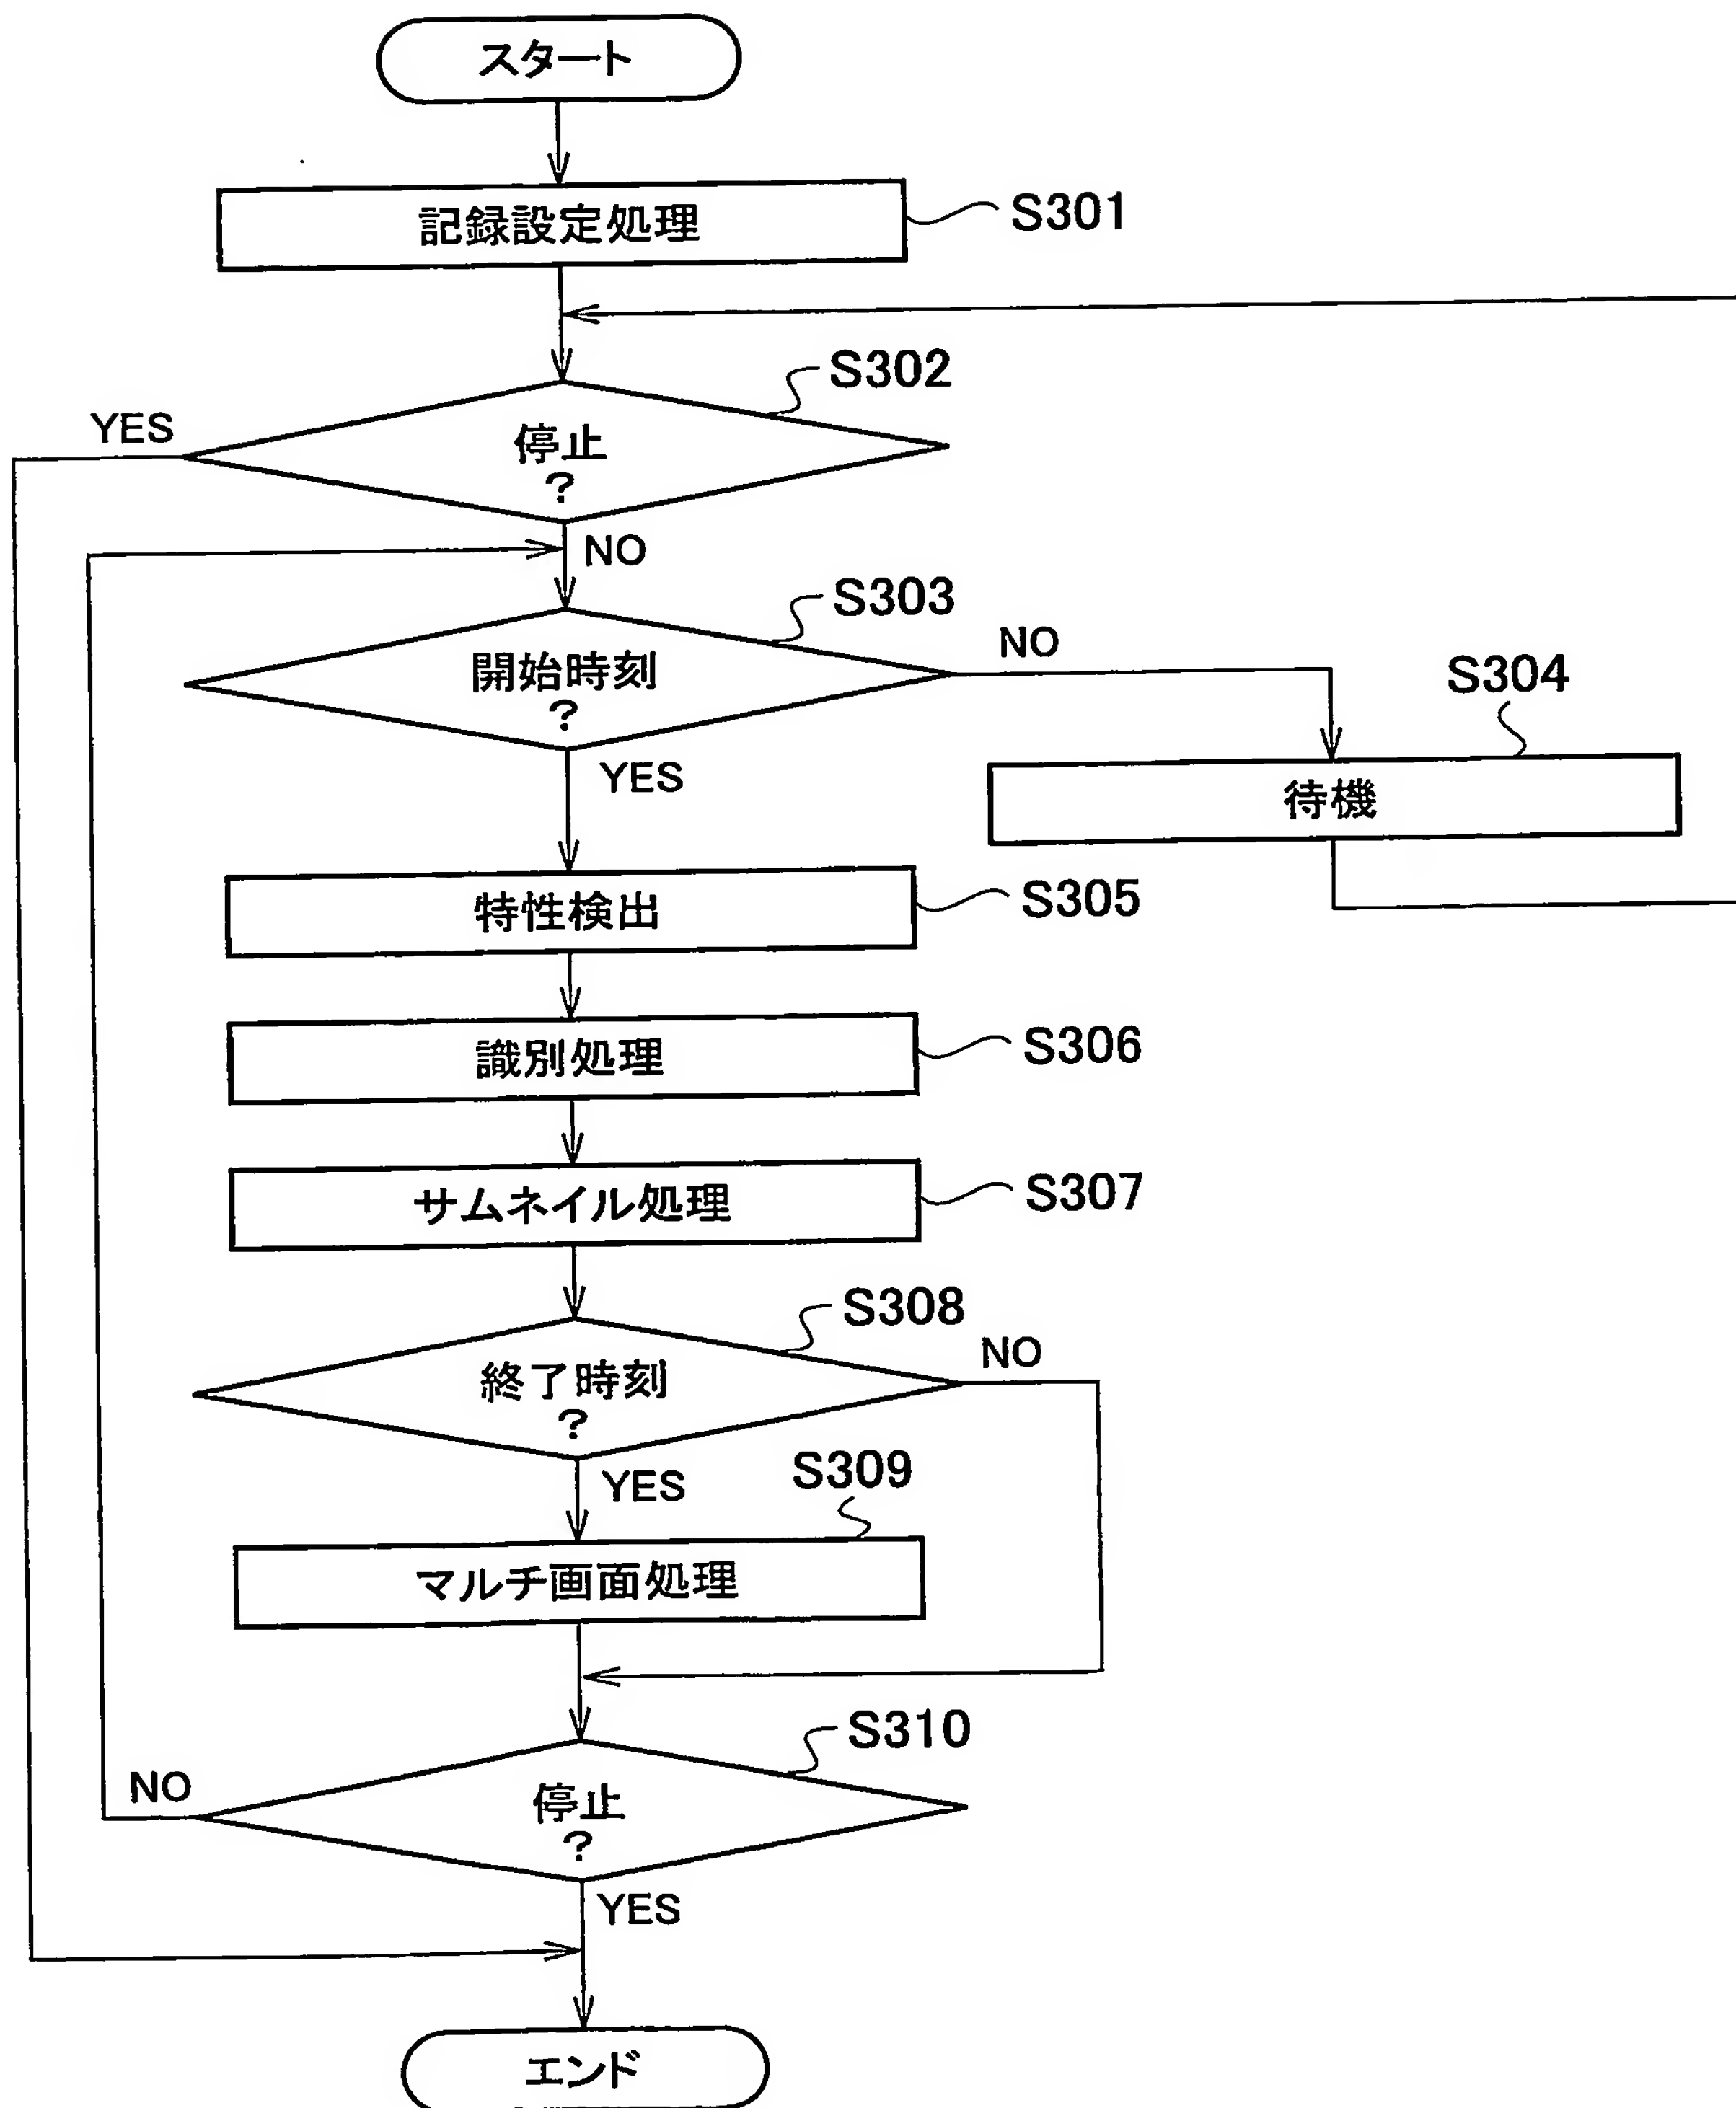 スタート
記録設定処理
S301
S302
YES
停止
?
NO
S303
開始時刻
?
NO
S304
待機
YES
特性検出
S305
識別処理
S306
サムネイル処理
S307
S308
終了時刻
?
NO
YES
S309
マルチ画面処理
S310
NO
停止
?
YES
エンド